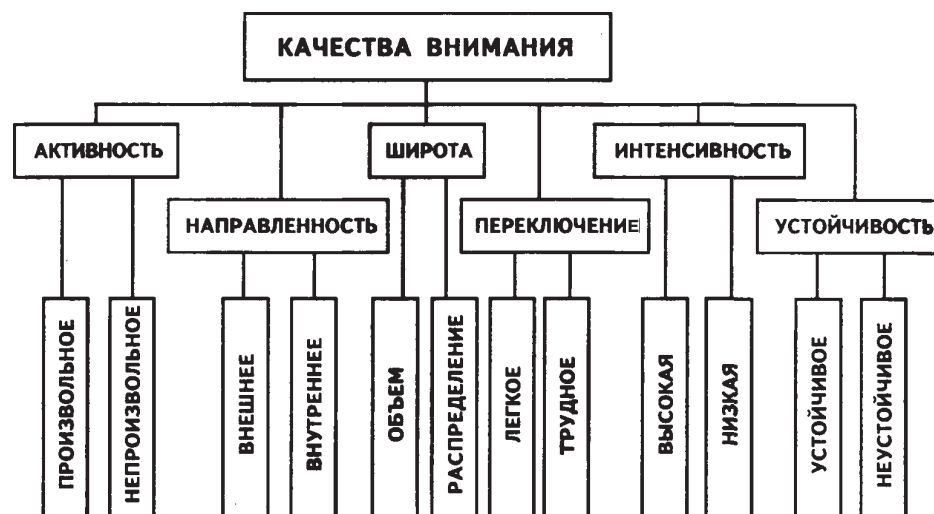 КАЧЕСТВА ВНИМАНИЯ
АКТИВНОСТЬ
ШИРОТА
ИНТЕНСИВНОСТЬ
НАПРАВЛЕННОСТЬ
ПЕРЕКЛЮЧЕНИЕ
УСТОЙЧИВОСТЬ
ПРОИЗВОЛЬНОЕ
НЕПРОИЗВОЛЬНОЕ
ВНЕШНЕЕ
ВНУТРЕННЕЕ
ОБЪЕМ
РАСПРЕДЕЛЕНИЕ
ЛЕГКОЕ
ТРУДНОЕ
ВЫСОКАЯ
НИЗКАЯ
УСТОЙЧИВОЕ
НЕУСТОЙЧИВОЕ